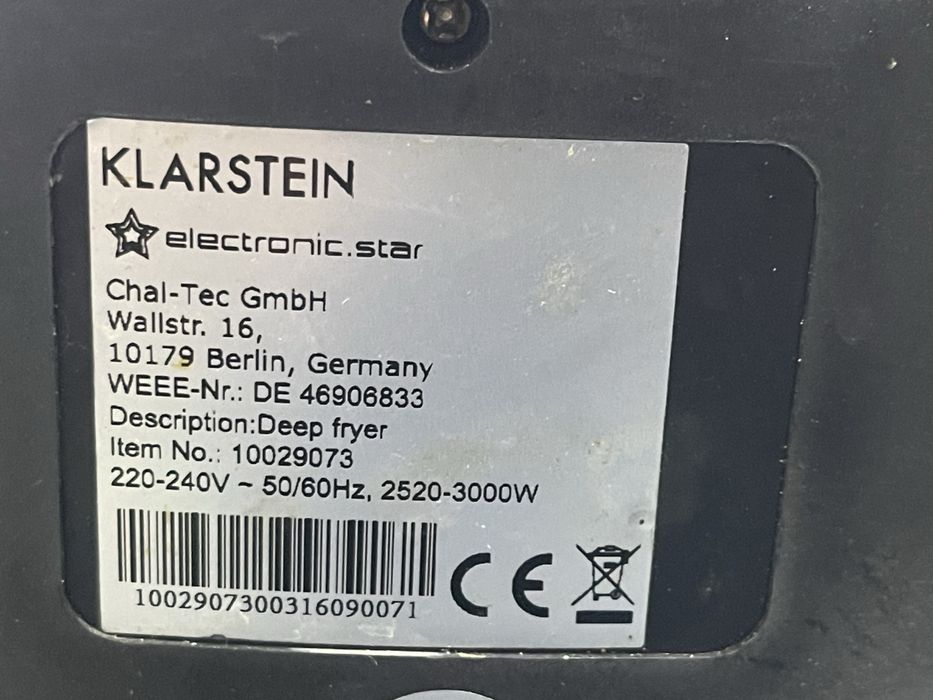 KLARSTEIN
electronic.star
Chal-Tec GmbH
Wallstr. 16,
10179 Berlin, Germany
WEEE-Nr.: DE 46906833
Description:Deep fryer
Item No.: 10029073
220-240V ~ 50/60Hz, 2520-3000W
1002907300316090071
CE